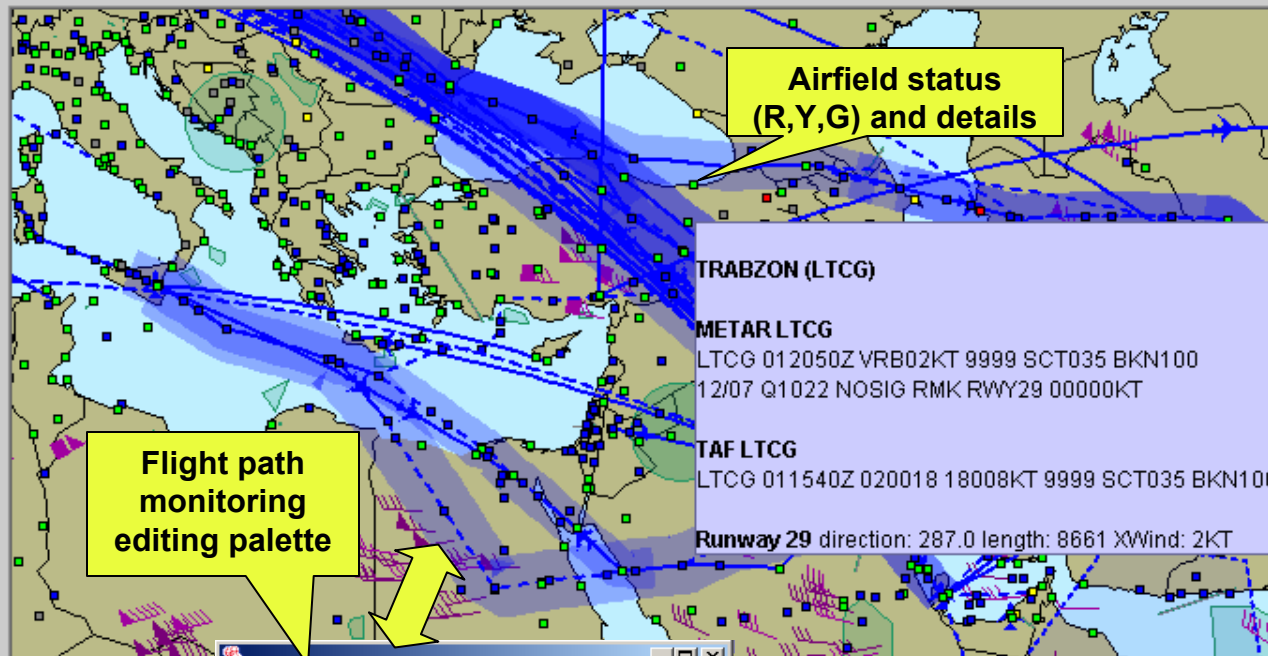 Airfield status
(R,Y,G) and details
TRABZON (LTCG)
METAR LTCG
LTCG 012050Z VRB02KT 9999 SCT035 BKN100
12/07 Q1022 NOSIG RMK RWY29 00000KT
TAF LTCG
LTCG 011540Z 020018 18008KT 9999 SCT035 BKN100
Runway 29 direction: 287.0 length: 8661 XWind: 2KT
Flight path
monitoring
editing palette